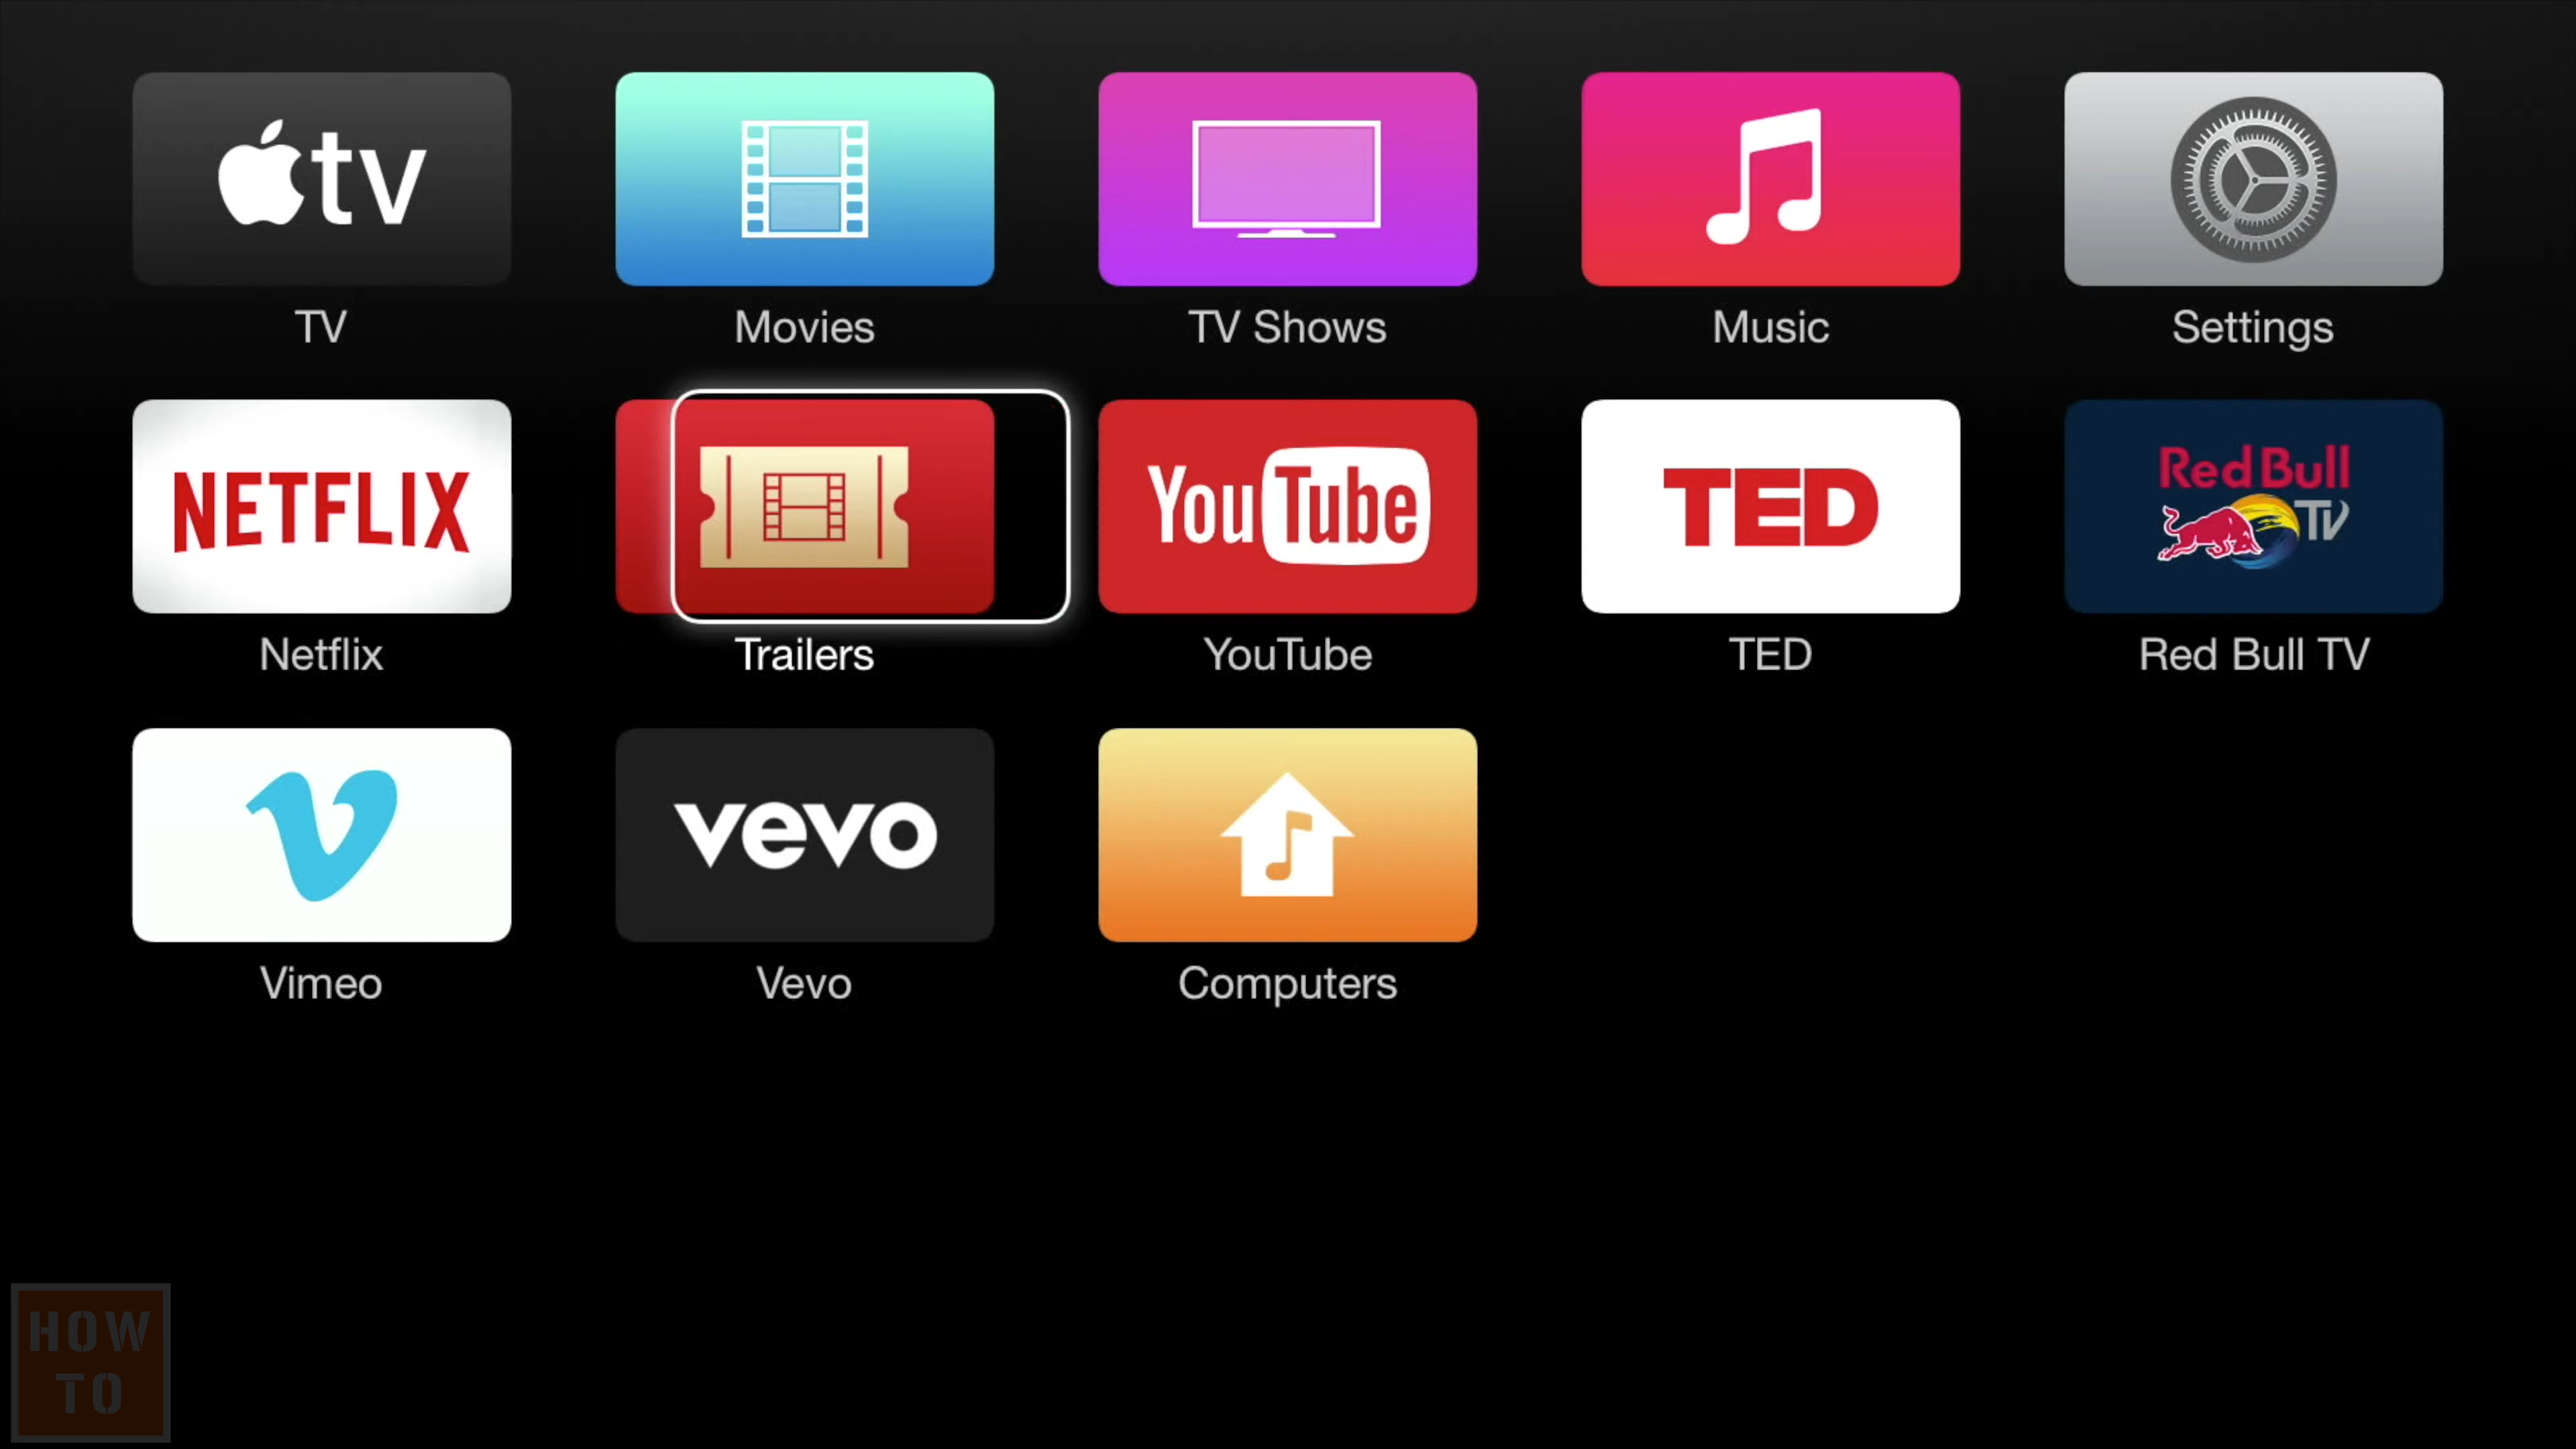 tv
TV
Movies
TV Shows
Music
Settings
NETFLIX
YouTube
TED
Red Bull
TV
Netflix
Trailers
YouTube
TED
Red Bull TV
vevo
Vimeo
Vevo
Computers
HOW
TO